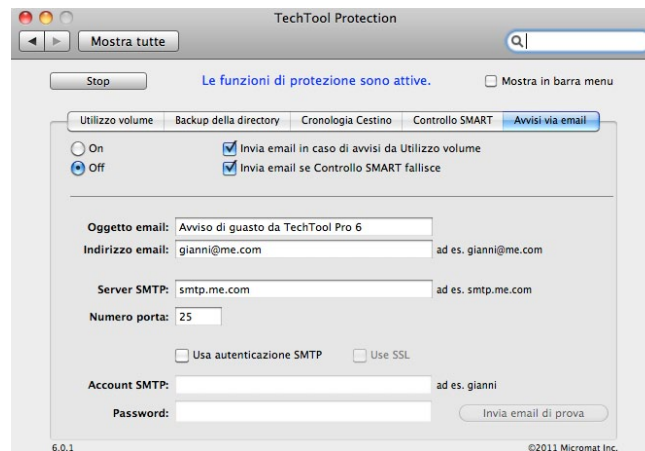 TechTool Protection
Mostra tutte
Stop
Le funzioni di protezione sono attive.
Mostra in barra menu
Utilizzo volume
Backup della directory
Cronologia Cestino
Controllo SMART
Avvisi via email
On
Invia email in caso di avvisi da Utilizzo volume
Off
Invia email se Controllo SMART fallisce
Oggetto email: Avviso di guasto da TechTool Pro 6
Indirizzo email: gianni@me.com ad es. gianni@me.com
Server SMTP: smtp.me.com ad es. smtp.me.com
Numero porta: 25
Usa autenticazione SMTP
Use SSL
Account SMTP: ad es. gianni
Password:
Invia email di prova
6.0.1
©2011 Micromat Inc.